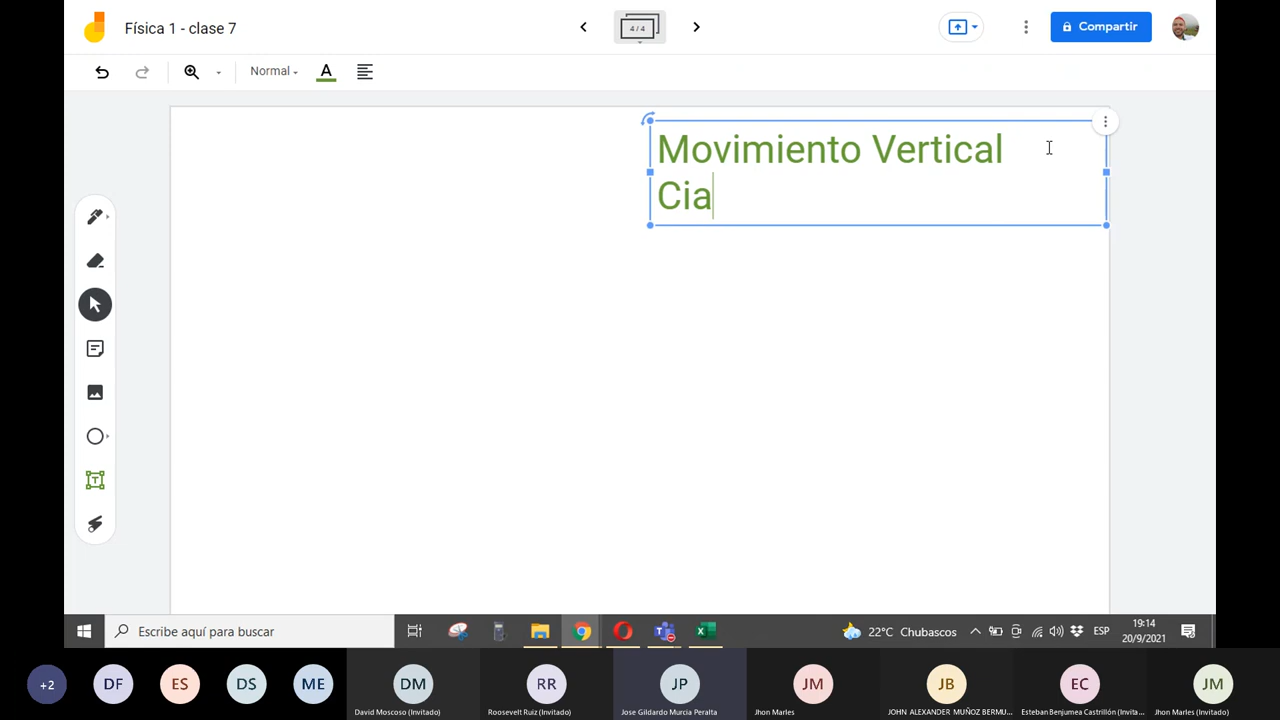 Física 1 - clase 7
4 / 4
Compartir
Normal
A
Movimiento Vertical
Cia
T
Escribe aquí para buscar
22°C Chubascos
ESP
19:14
20/9/2021
+2
DF
ES
DS
ME
DM
RR
JP
JM
JB
EC
JM
David Moscoso (Invitado)
Roosevelt Ruiz (Invitado)
Jose Gildardo Murcia Peralta
Jhon Marles
JOHN ALEXANDER MUÑOZ BERMU...
Esteban Benjumea Castrillón (Invita...
Jhon Marles (Invitado)